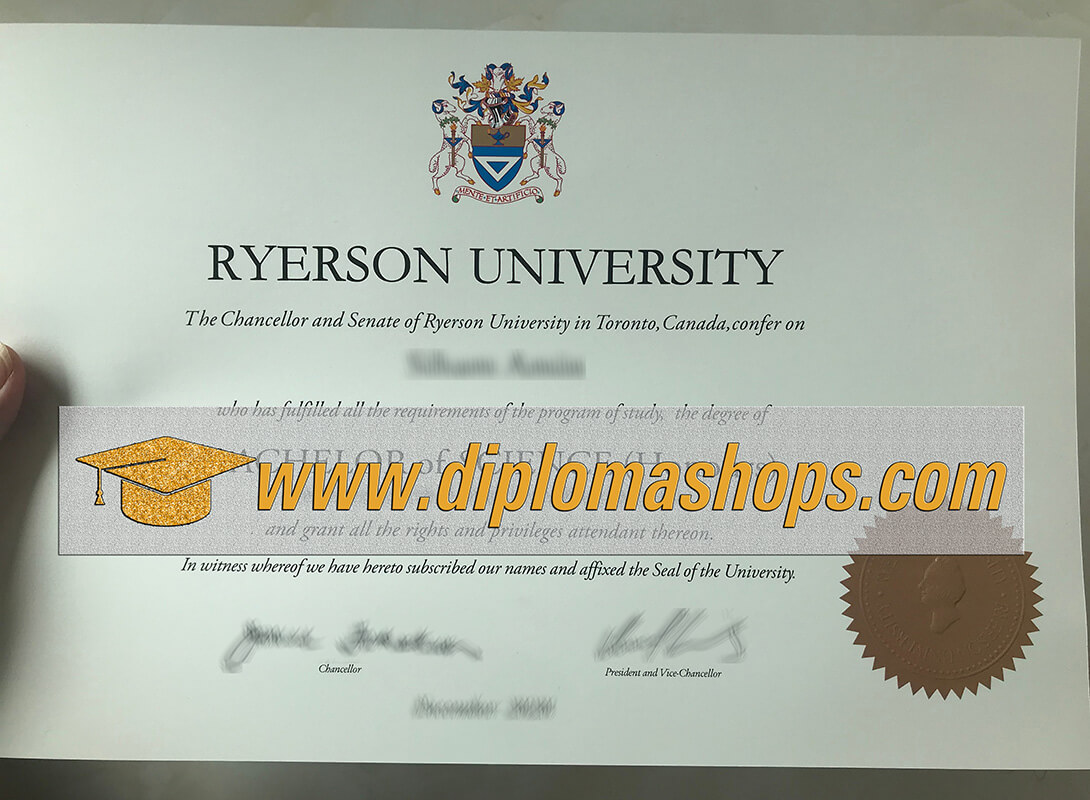 MENTE·ET·ARTIFICIO
RYERSON UNIVERSITY
The Chancellor and Senate of Ryerson University in Toronto, Canada, confer on
who has fulfilled all the requirements of the program of study, the degree of
BACHELOR of SCIENCE
www.diplomashops.com
and grant all the rights and privileges attendant thereon.
In witness whereof we have hereto subscribed our names and affixed the Seal of the University.
Chancellor
President and Vice-Chancellor